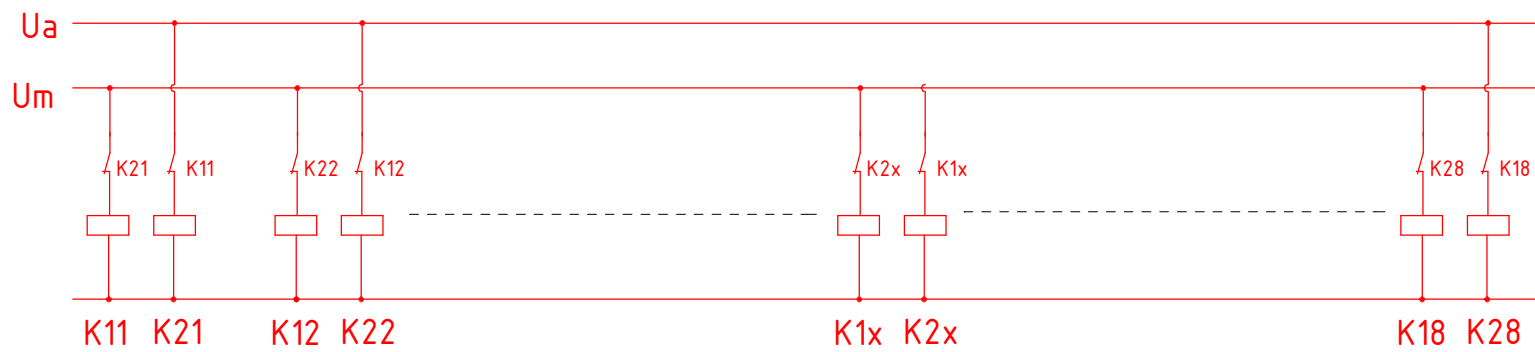 Ua
Um
K21 K11 K22 K12 K2x K1x K28 K18
K11 K21 K12 K22 K1x K2x K18 K28